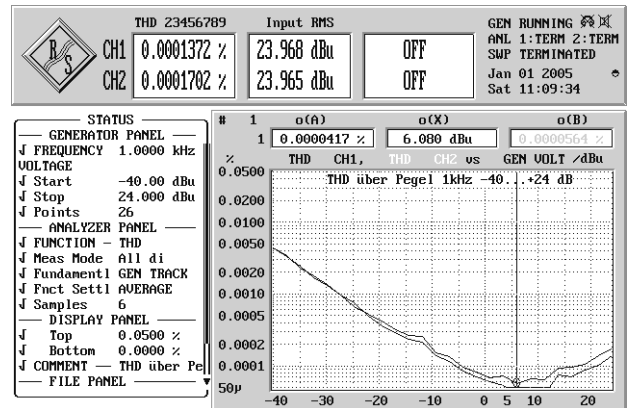 THD 23456789 Input RMS
R/S
CH1 0.0001372 % 23.968 dBu OFF
CH2 0.0001702 % 23.965 dBu OFF
GEN RUNNING
ANL 1:TERM 2:TERM
SWP TERMINATED
Jan 01 2005
Sat 11:09:34
STATUS
GENERATOR PANEL
FREQUENCY 1.0000 kHz
VOLTAGE
Start -40.00 dBu
Stop 24.000 dBu
Points 26
ANALYZER PANEL
FUNCTION - THD
Meas Mode All di
Fundamentl GEN TRACK
Fnct Settl AVERAGE
Samples 6
DISPLAY PANEL
Top 0.0500 %
Bottom 0.0000 %
COMMENT — THD über Pe
FILE PANEL
# 1 o(A) o(X) o(B)
1 0.0000417 % 6.080 dBu 0.0000564 %
% THD CH1, THD CH2 vs GEN VOLT /dBu
THD über Pegel 1kHz -40...+24 dB
0.0500
0.0200
0.0100
0.0050
0.0020
0.0010
0.0005
0.0002
0.0001
50µ
-40 -30 -20 -10 0 5 10 20